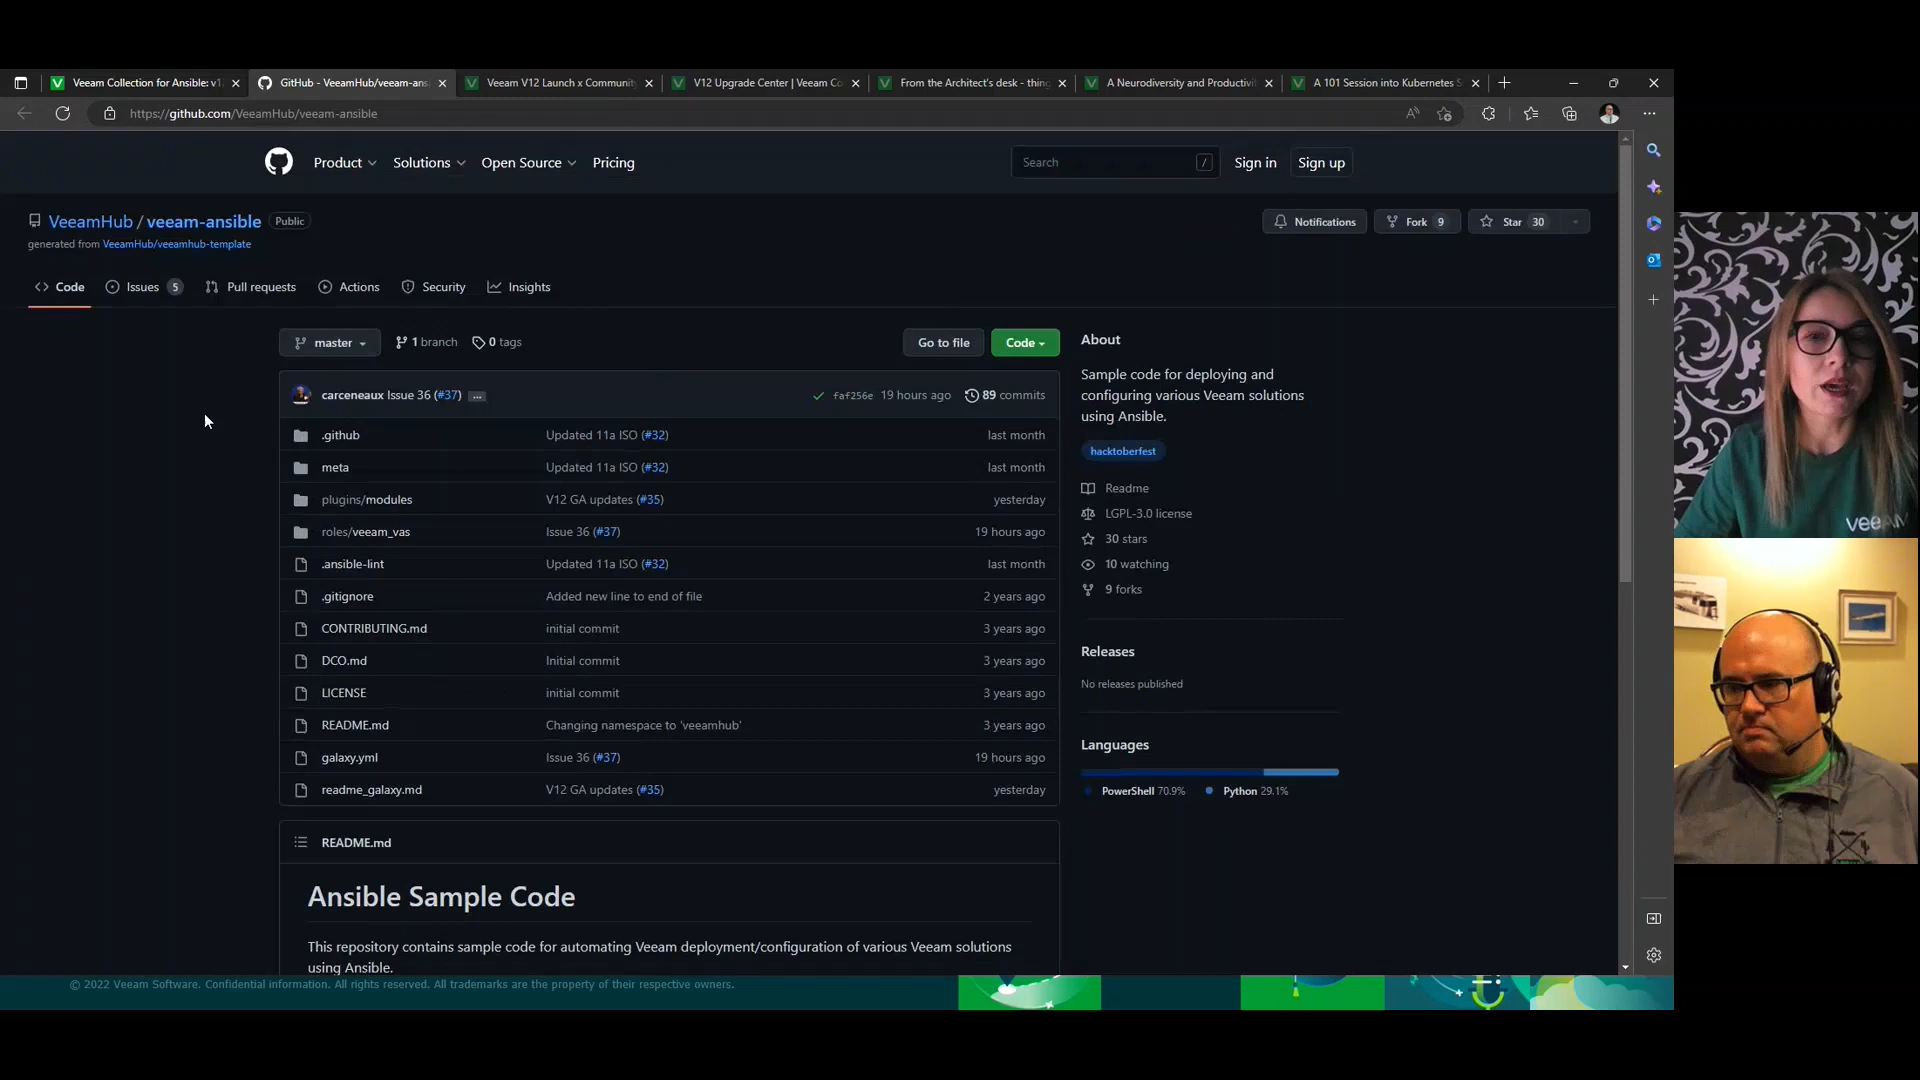 Veeam Collection for Ansible: v1.
GitHub - VeeamHub/veeam-ans
Veeam V12 Launch x Community
V12 Upgrade Center | Veeam Co
From the Architect's desk - thing
A Neurodiversity and Productivi
A 101 Session into Kubernetes S
https://github.com/VeeamHub/veeam-ansible
Product
Solutions
Open Source
Pricing
Search
/
Sign in
Sign up
VeeamHub / veeam-ansible
Public
generated from VeeamHub/veeamhub-template
Notifications
Fork 9
Star 30
Code
Issues 5
Pull requests
Actions
Security
Insights
master
1 branch
0 tags
Go to file
Code
carceneaux Issue 36 (#37) ...
faf256e 19 hours ago
89 commits
.github Updated 11a ISO (#32) last month
meta Updated 11a ISO (#32) last month
plugins/modules V12 GA updates (#35) yesterday
roles/veeam_vas Issue 36 (#37) 19 hours ago
.ansible-lint Updated 11a ISO (#32) last month
.gitignore Added new line to end of file 2 years ago
CONTRIBUTING.md initial commit 3 years ago
DCO.md Initial commit 3 years ago
LICENSE initial commit 3 years ago
README.md Changing namespace to 'veeamhub' 3 years ago
galaxy.yml Issue 36 (#37) 19 hours ago
readme_galaxy.md V12 GA updates (#35) yesterday
README.md
Ansible Sample Code
This repository contains sample code for automating Veeam deployment/configuration of various Veeam solutions
using Ansible.
About
Sample code for deploying and
configuring various Veeam solutions
using Ansible.
hacktoberfest
Readme
LGPL-3.0 license
30 stars
10 watching
9 forks
Releases
No releases published
Languages
PowerShell 70.9%
Python 29.1%
© 2022 Veeam Software. Confidential information. All rights reserved. All trademarks are the property of their respective owners.
veeAM